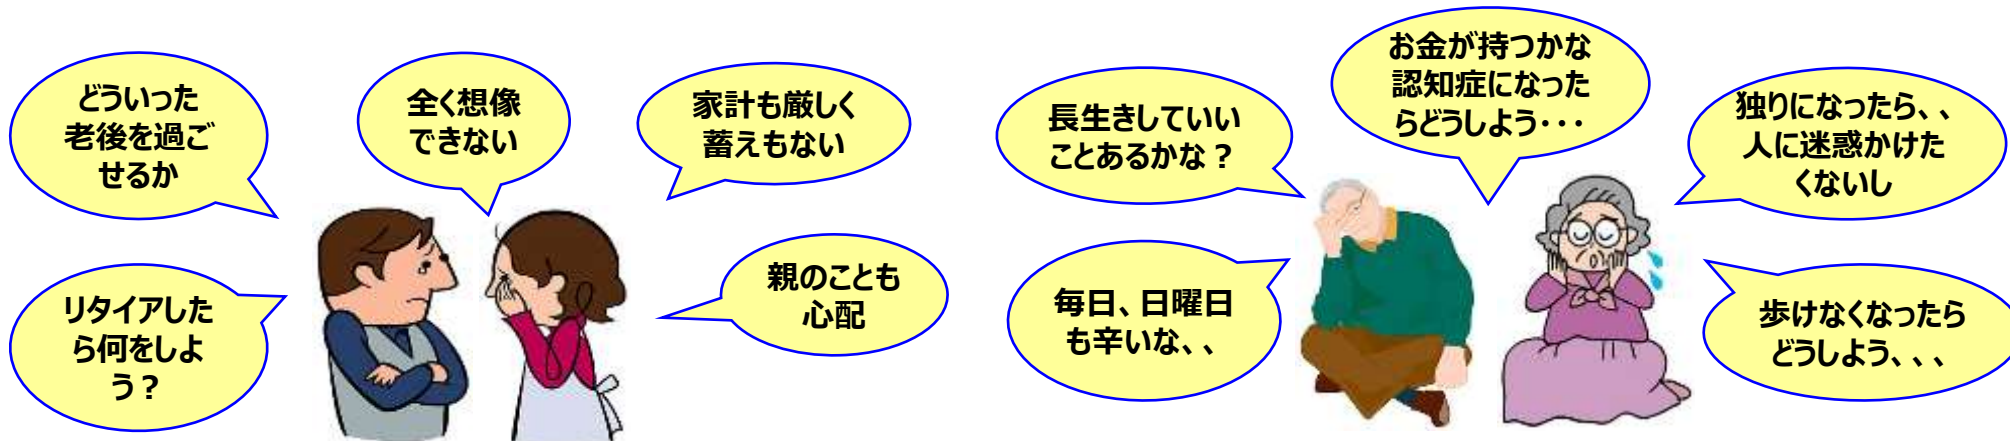 どういった
老後を過ご
せるか
全く想像
できない
家計も厳しく
蓄えもない
リタイアした
ら何をしよ
う？
親のことも
心配
長生きしていい
ことあるかな？
お金が持つかな
認知症になった
らどうしよう・・・
独りになったら、、
人に迷惑かけた
くないし
毎日、日曜日
も辛いな、、
歩けなくなったら
どうしよう、、、